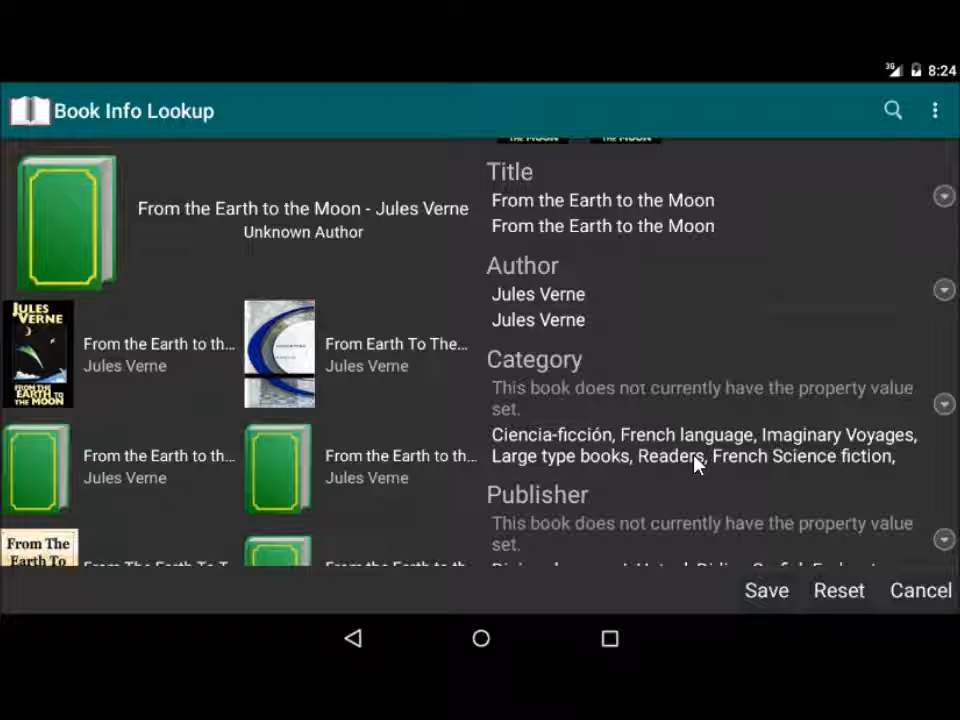 3G 8:24
Book Info Lookup
THE MOON THE MOON
From the Earth to the Moon - Jules Verne
Unknown Author
JULES
VERNE
FROM THE
EARTH TO
THE MOON
From the Earth to th...
Jules Verne
From Earth To The...
Jules Verne
From the Earth to th...
Jules Verne
From the Earth to th...
Jules Verne
From The
Earth To
Title
From the Earth to the Moon
From the Earth to the Moon
Author
Jules Verne
Jules Verne
Category
This book does not currently have the property value
set.
Ciencia-ficción, French language, Imaginary Voyages,
Large type books, Readers, French Science fiction,
Publisher
This book does not currently have the property value
set.
Save Reset Cancel